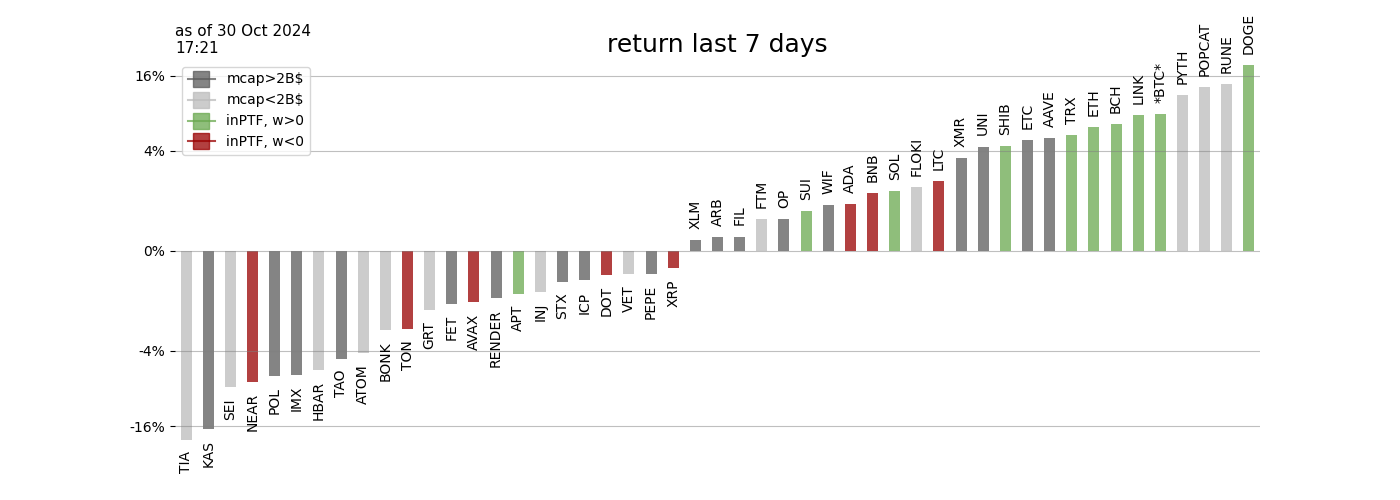 as of 30 Oct 2024
17:21
return last 7 days
mcap>2B$
mcap<2B$
inPTF, w>0
inPTF, w<0
16%
4%
0%
-4%
-16%
TIA
KAS
SEI
NEAR
POL
IMX
HBAR
TAO
ATOM
BONK
TON
GRT
FET
AVAX
RENDER
APT
INJ
STX
ICP
DOT
VET
PEPE
XRP
XLM
ARB
FIL
FTM
OP
SUI
WIF
ADA
BNB
SOL
FLOKI
LTC
XMR
UNI
SHIB
ETC
AAVE
TRX
ETH
BCH
LINK
*BTC*
PYTH
POPCAT
RUNE
DOGE